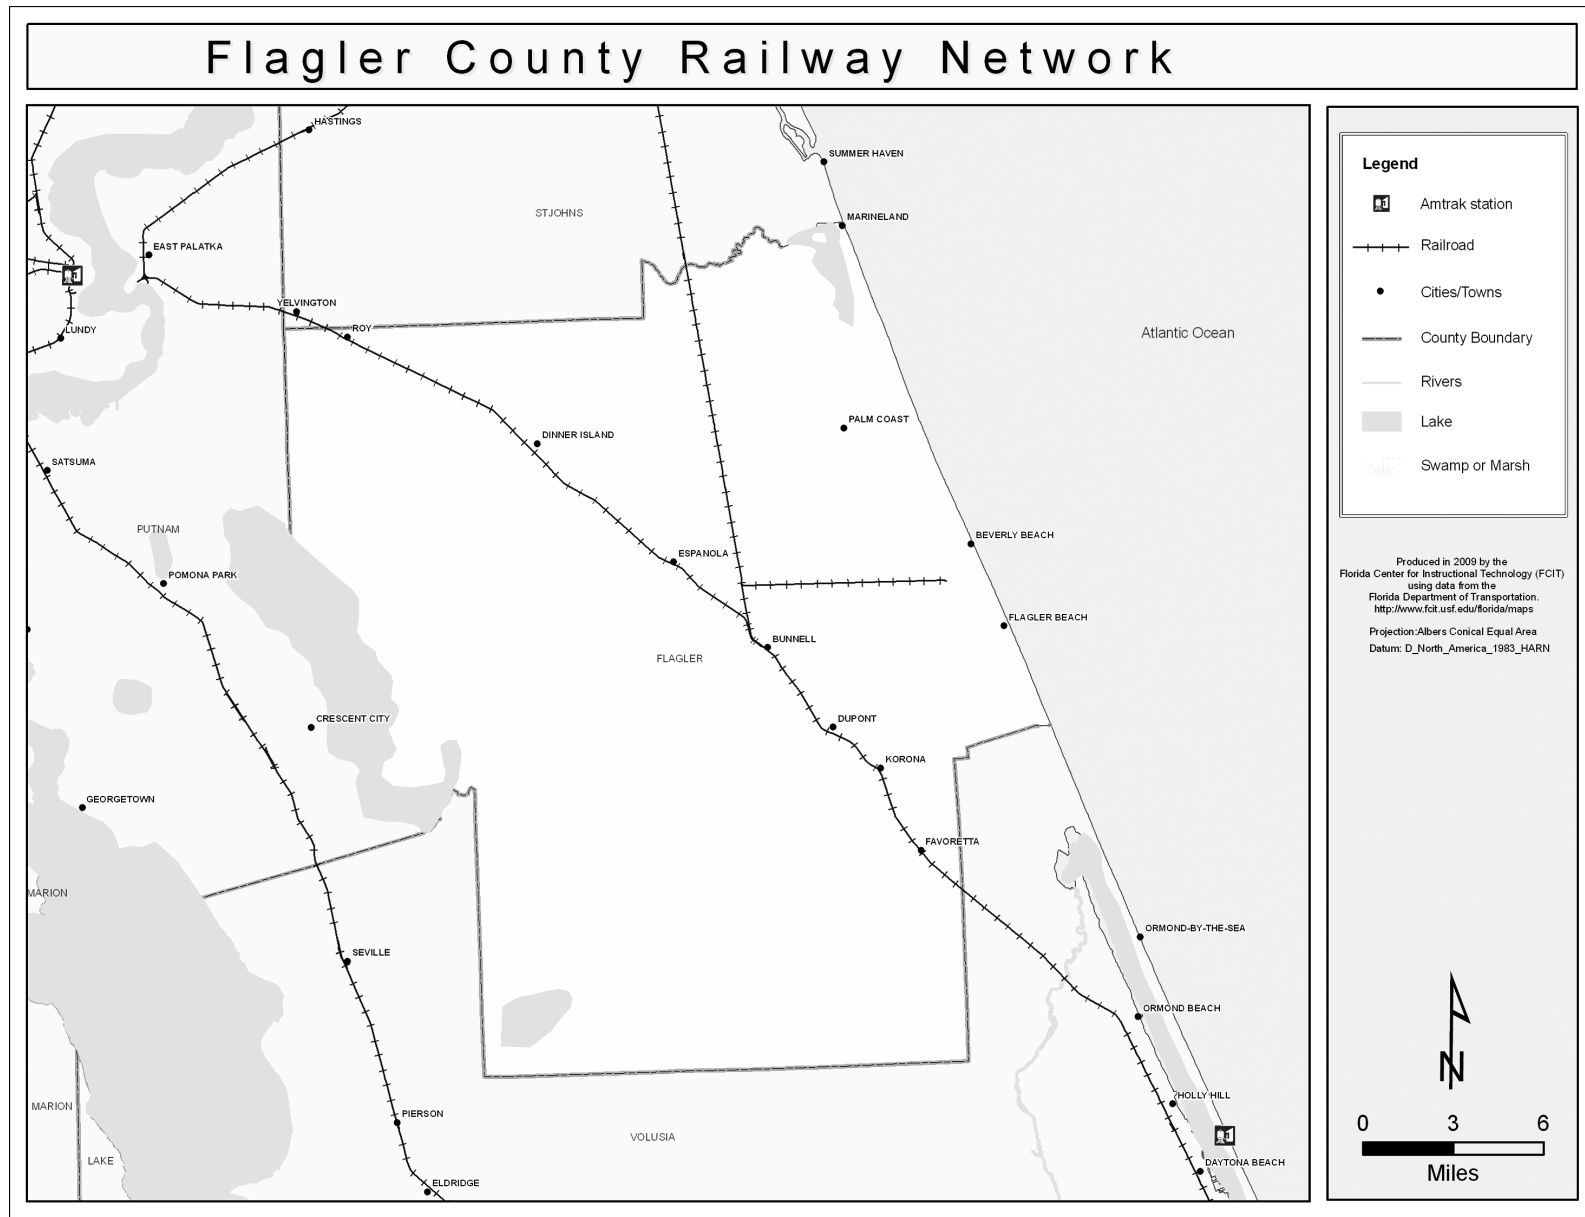 Flagler County Railway Network
HASTINGS
SUMMER HAVEN
STJOHNS
MARINELAND
EAST PALATKA
YELVINGTON
ROY
LUNDY
Atlantic Ocean
PALM COAST
DINNER ISLAND
SATSUMA
PUTNAM
BEVERLY BEACH
ESPANOLA
POMONA PARK
FLAGLER BEACH
BUNNELL
FLAGLER
CRESCENT CITY
DUPONT
KORONA
GEORGETOWN
FAVORETTA
MARION
ORMOND-BY-THE-SEA
SEVILLE
ORMOND BEACH
HOLLY HILL
MARION
PIERSON
VOLUSIA
LAKE
DAYTONA BEACH
ELDRIDGE
Legend
Amtrak station
Railroad
Cities/Towns
County Boundary
Rivers
Lake
Swamp or Marsh
Produced in 2009 by the
Florida Center for Instructional Technology (FCIT)
using data from the
Florida Department of Transportation.
http://www.fcit.usf.edu/florida/maps
Projection:Albers Conical Equal Area
Datum: D_North_America_1983_HARN
N
0 3 6
Miles